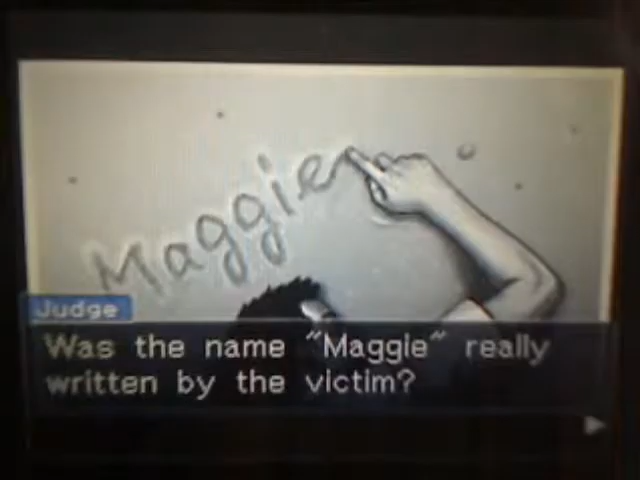 Maggie
Judge
Was the name "Maggie" really
written by the victim?